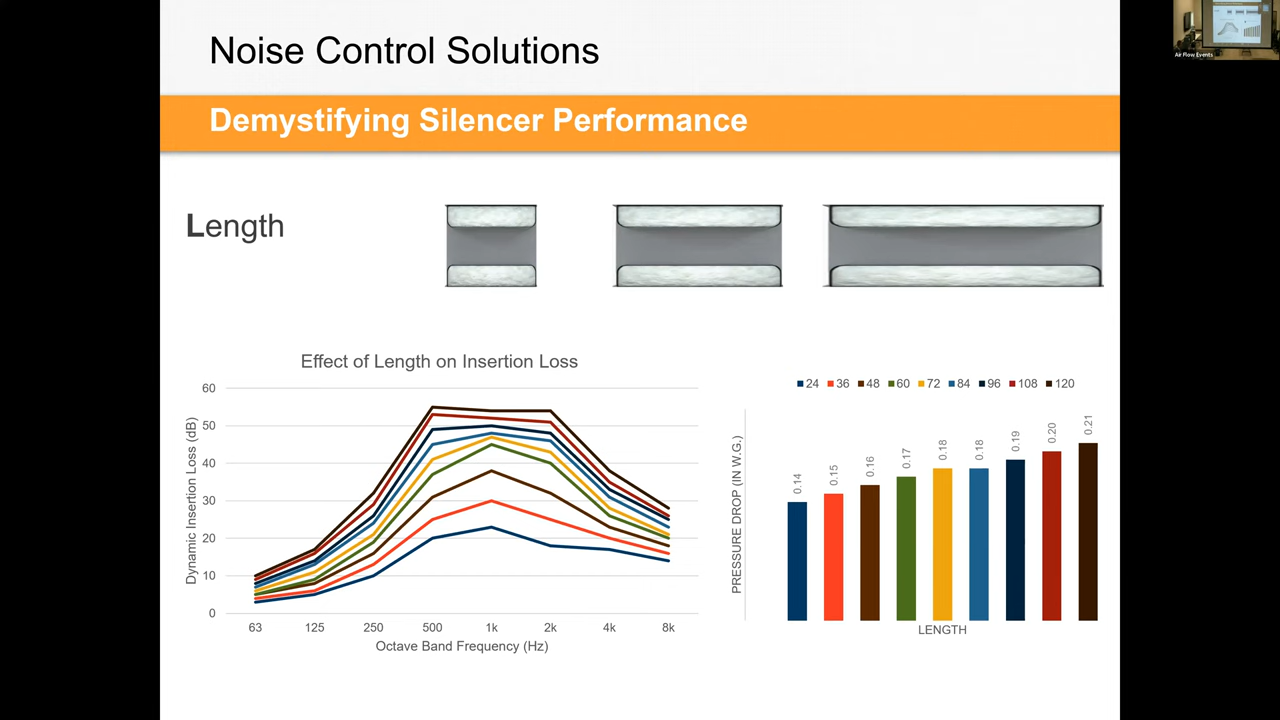 Noise Control Solutions
Air Flow Events
Demystifying Silencer Performance
Length
Effect of Length on Insertion Loss
60
50
40
30
20
10
0
Dynamic Insertion Loss (dB)
63 125 250 500 1k 2k 4k 8k
Octave Band Frequency (Hz)
24 36 48 60 72 84 96 108 120
PRESSURE DROP (IN W.G.)
0.14 0.15 0.16 0.17 0.18 0.18 0.19 0.20 0.21
LENGTH